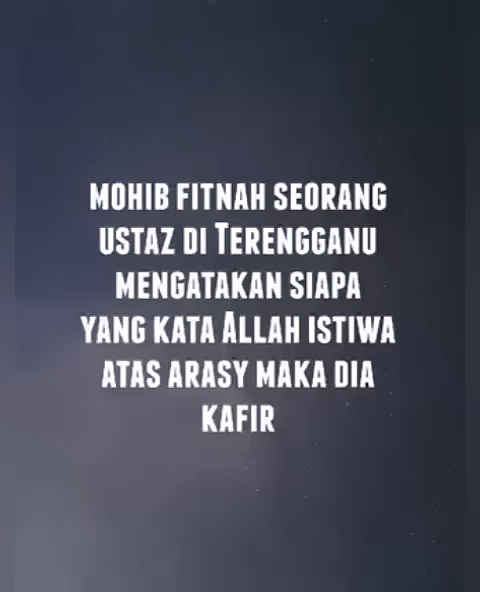 MOHIB FITNAH SEORANG
USTAZ DI TERENGGANU
MENGATAKAN SIAPA
YANG KATA ALLAH ISTIWA
ATAS ARASY MAKA DIA
KAFIR